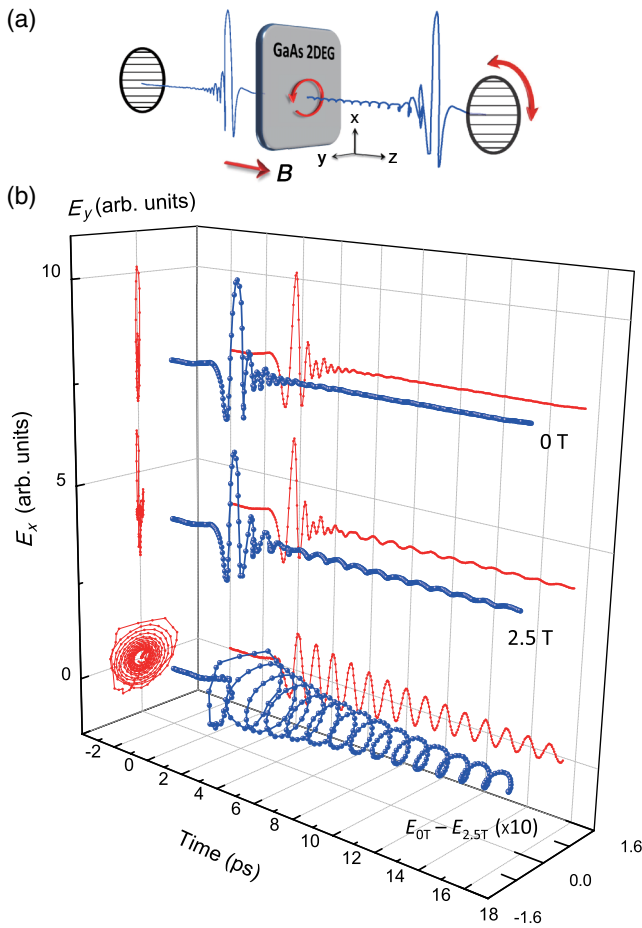 (a)
GaAs 2DEG
x
y
z
B
(b)
E_y (arb. units)
10
5
0
E_x (arb. units)
0 T
2.5 T
E_0T – E_2.5T (x10)
-2
0
2
4
6
8
10
12
14
16
18
Time (ps)
-1.6
0.0
1.6